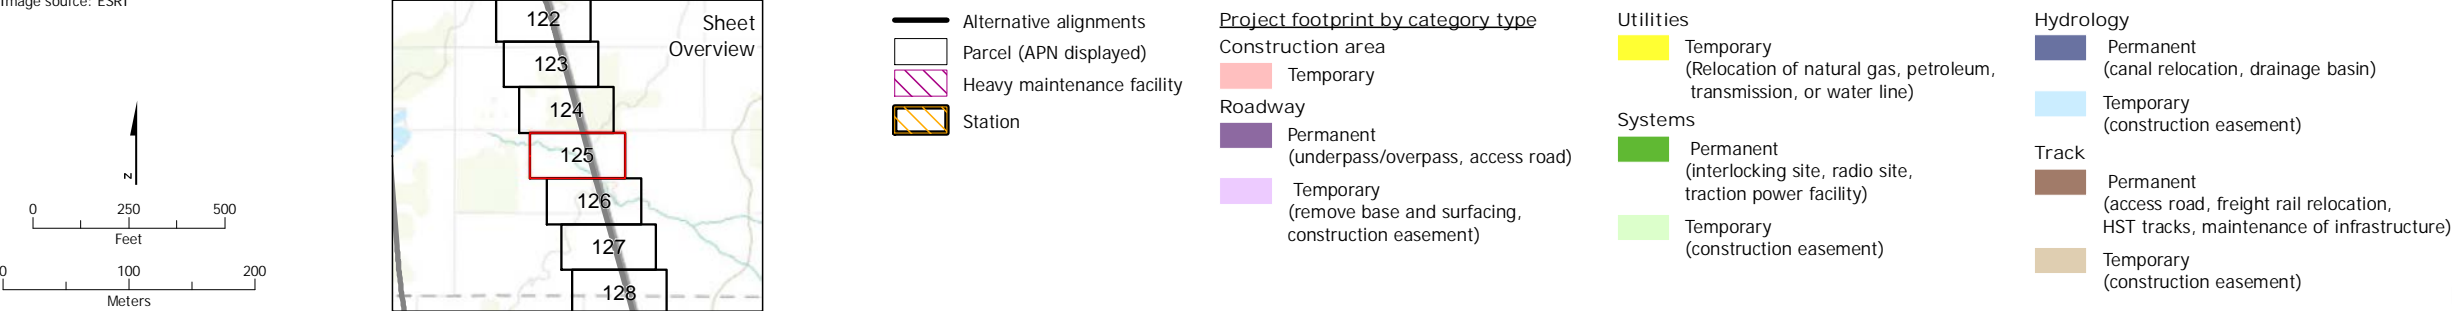 Image source: ESRI
N
0 250 500
Feet
0 100 200
Meters
Sheet
Overview
122
123
124
125
126
127
128
Alternative alignments
Parcel (APN displayed)
Heavy maintenance facility
Station
Project footprint by category type
Construction area
Temporary
Roadway
Permanent
(underpass/overpass, access road)
Temporary
(remove base and surfacing,
construction easement)
Utilities
Temporary
(Relocation of natural gas, petroleum,
transmission, or water line)
Systems
Permanent
(interlocking site, radio site,
traction power facility)
Temporary
(construction easement)
Hydrology
Permanent
(canal relocation, drainage basin)
Temporary
(construction easement)
Track
Permanent
(access road, freight rail relocation,
HST tracks, maintenance of infrastructure)
Temporary
(construction easement)